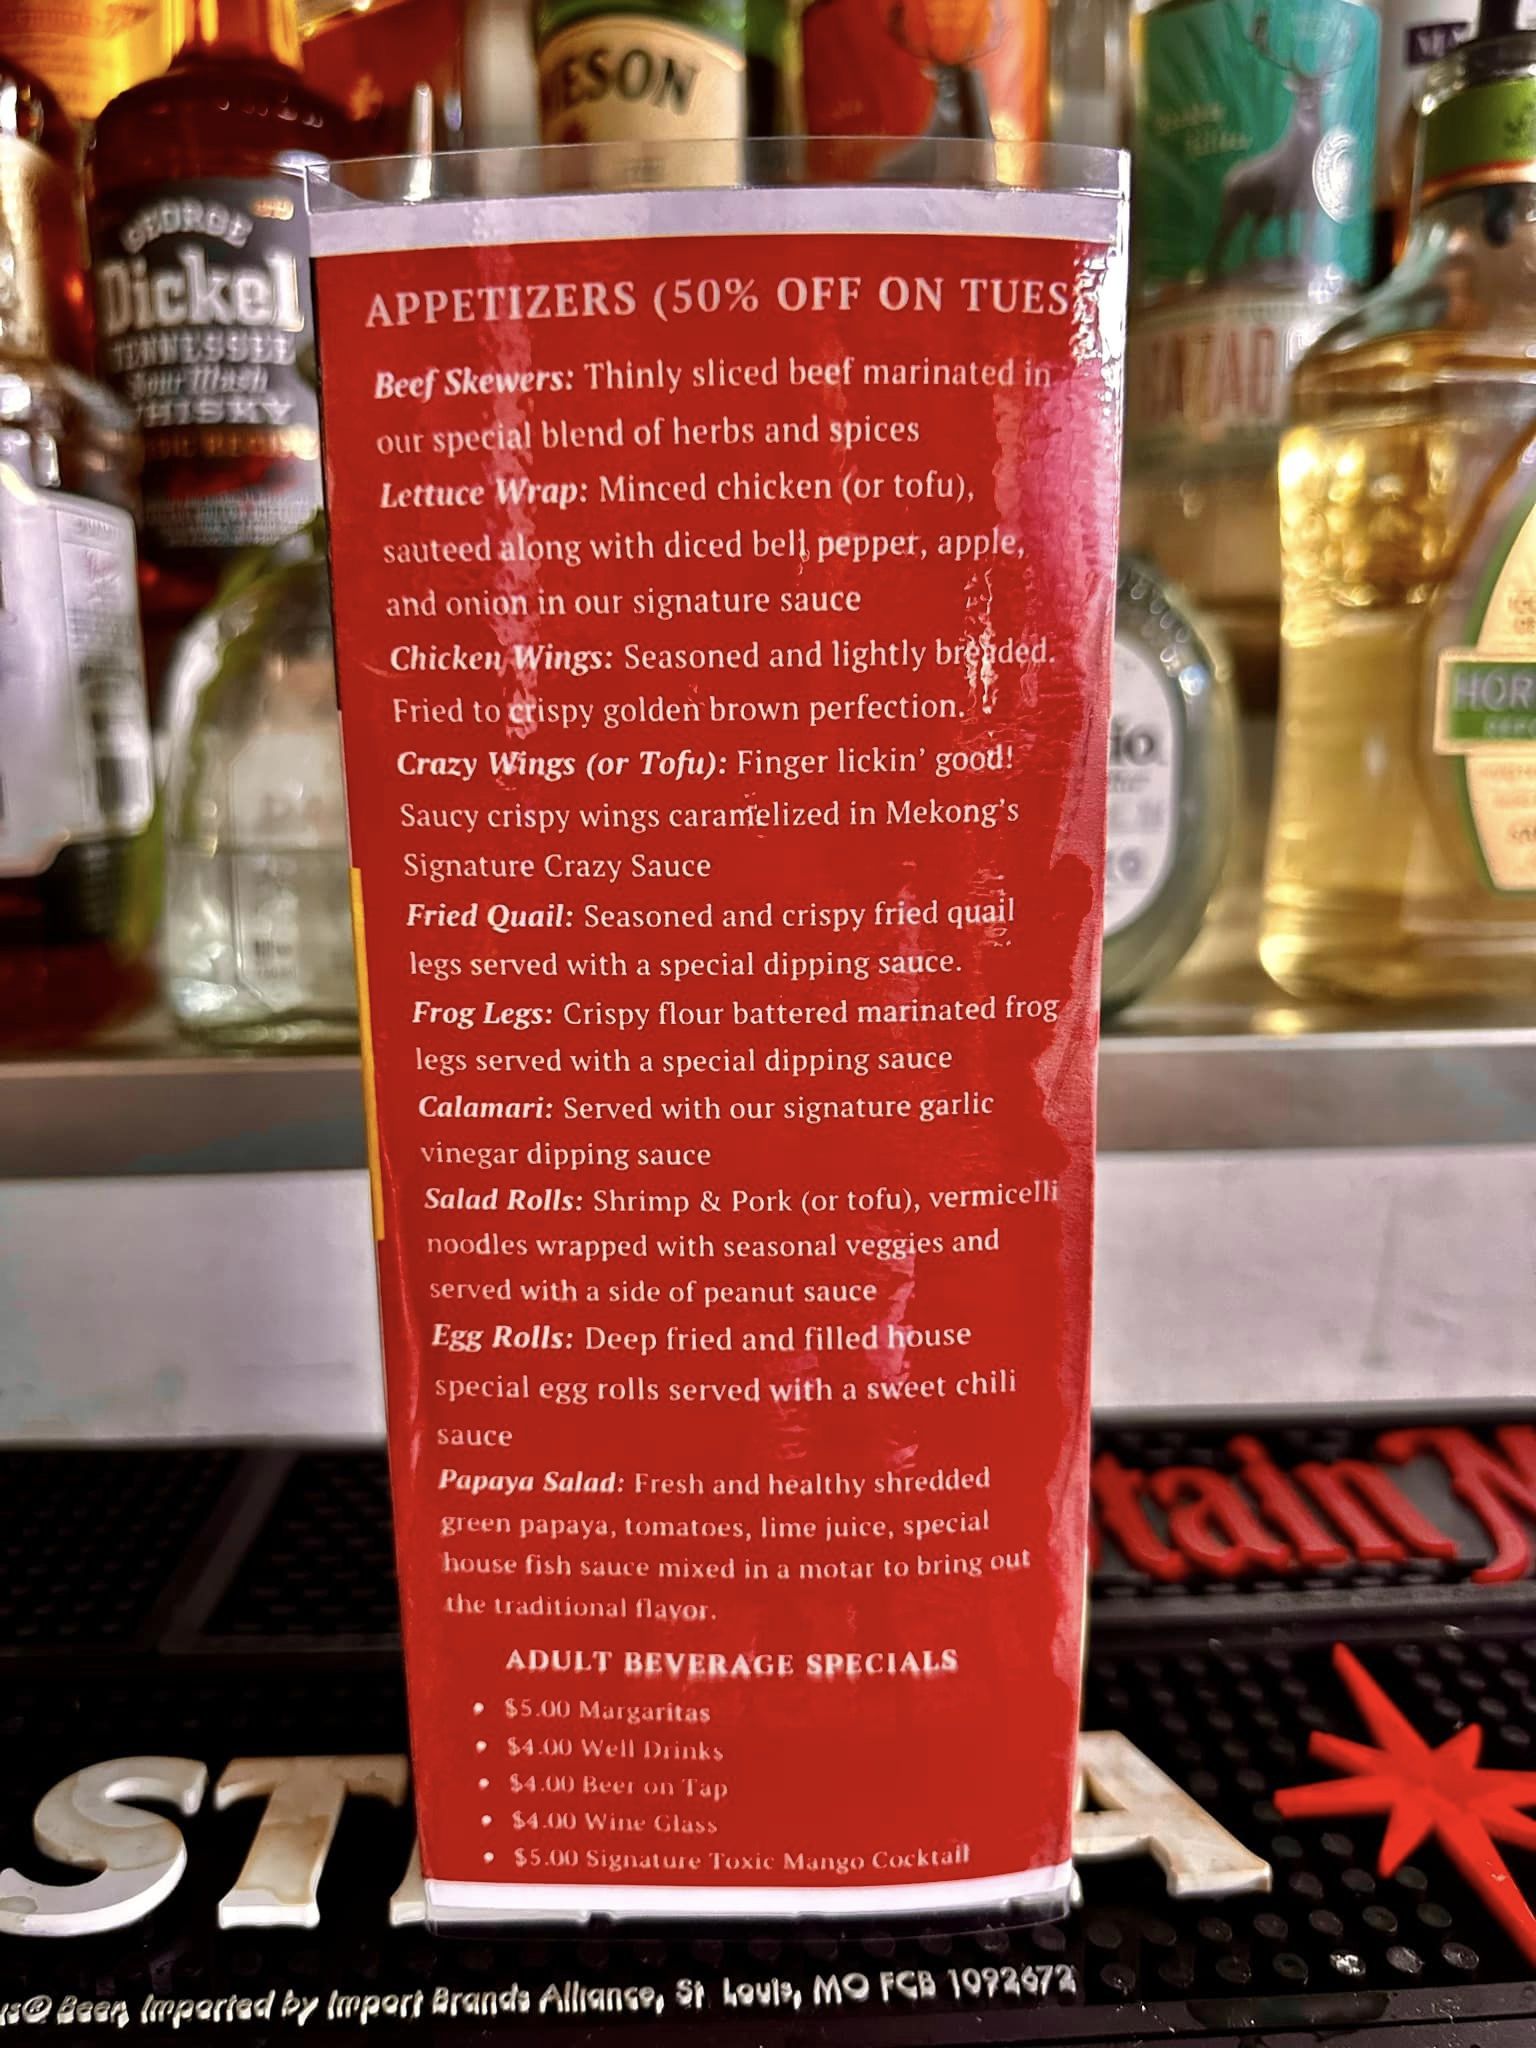 ESON
GEORGE
Dickel
TENNESSEE
Sour Mash
WHISKY
APPETIZERS (50% OFF ON TUES
Beef Skewers: Thinly sliced beef marinated in
our special blend of herbs and spices
Lettuce Wrap: Minced chicken (or tofu),
sauteed along with diced bell pepper, apple,
and onion in our signature sauce
Chicken Wings: Seasoned and lightly breaded.
Fried to crispy golden brown perfection.
Crazy Wings (or Tofu): Finger lickin' good!
Saucy crispy wings caramelized in Mekong's
Signature Crazy Sauce
Fried Quail: Seasoned and crispy fried quail
legs served with a special dipping sauce.
Frog Legs: Crispy flour battered marinated frog
legs served with a special dipping sauce
Calamari: Served with our signature garlic
vinegar dipping sauce
Salad Rolls: Shrimp & Pork (or tofu), vermicelli
noodles wrapped with seasonal veggies and
served with a side of peanut sauce
Egg Rolls: Deep fried and filled house
special egg rolls served with a sweet chili
sauce
Papaya Salad: Fresh and healthy shredded
green papaya, tomatoes, lime juice, special
house fish sauce mixed in a motar to bring out
the traditional flavor.
ADULT BEVERAGE SPECIALS
• $5.00 Margaritas
• $4.00 Well Drinks
• $4.00 Beer on Tap
• $4.00 Wine Glass
• $5.00 Signature Toxic Mango Cocktail
HOR
tain
ST A
Beer, Imported by Import Brands Alliance, St. Louis, MO FCB 1092672